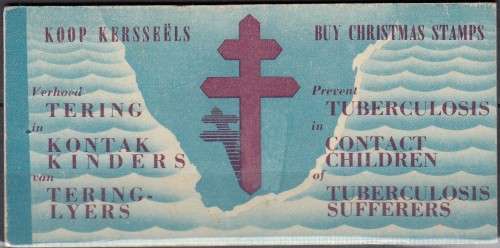 KOOP KERSSEËLS
Verhoed
TERING
in
KONTAK
KINDERS
van
TERING-
LYERS
BUY CHRISTMAS STAMPS
Prevent
TUBERCULOSIS
in
CONTACT
CHILDREN
of
TUBERCULOSIS
SUFFERERS